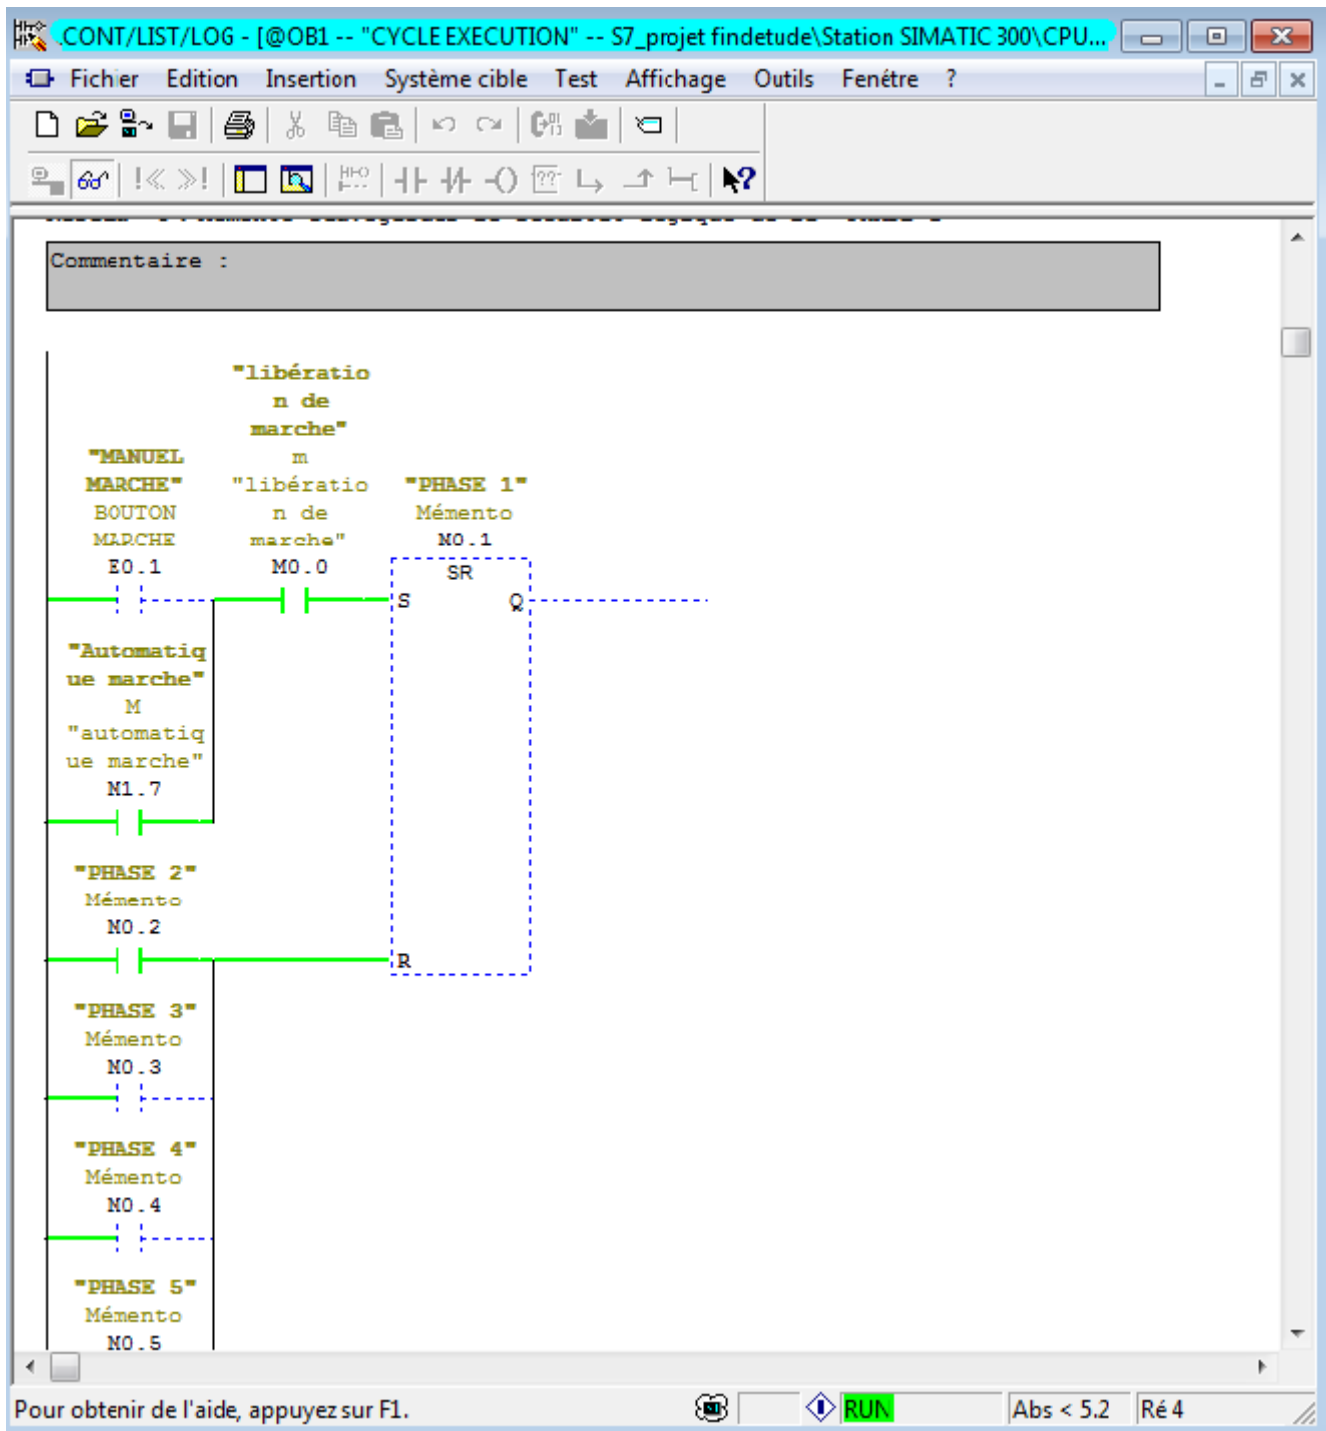 CONT/LIST/LOG - [@OB1 -- "CYCLE EXECUTION" -- S7_projet findetude\Station SIMATIC 300\CPU...
Fichier Edition Insertion Système cible Test Affichage Outils Fenétre ?
Commentaire :
"libératio
n de
marche"
"MANUEL
m
MARCHE"
"libératio
"PHASE 1"
BOUTON
n de
Mémento
MARCHE
marche"
M0.1
E0.1
M0.0
SR
S
Q
"Automatiq
ue marche"
M
"automatiq
ue marche"
M1.7
"PHASE 2"
Mémento
M0.2
R
"PHASE 3"
Mémento
M0.3
"PHASE 4"
Mémento
M0.4
"PHASE 5"
Mémento
M0.5
Pour obtenir de l'aide, appuyez sur F1.
RUN
Abs < 5.2
Ré 4